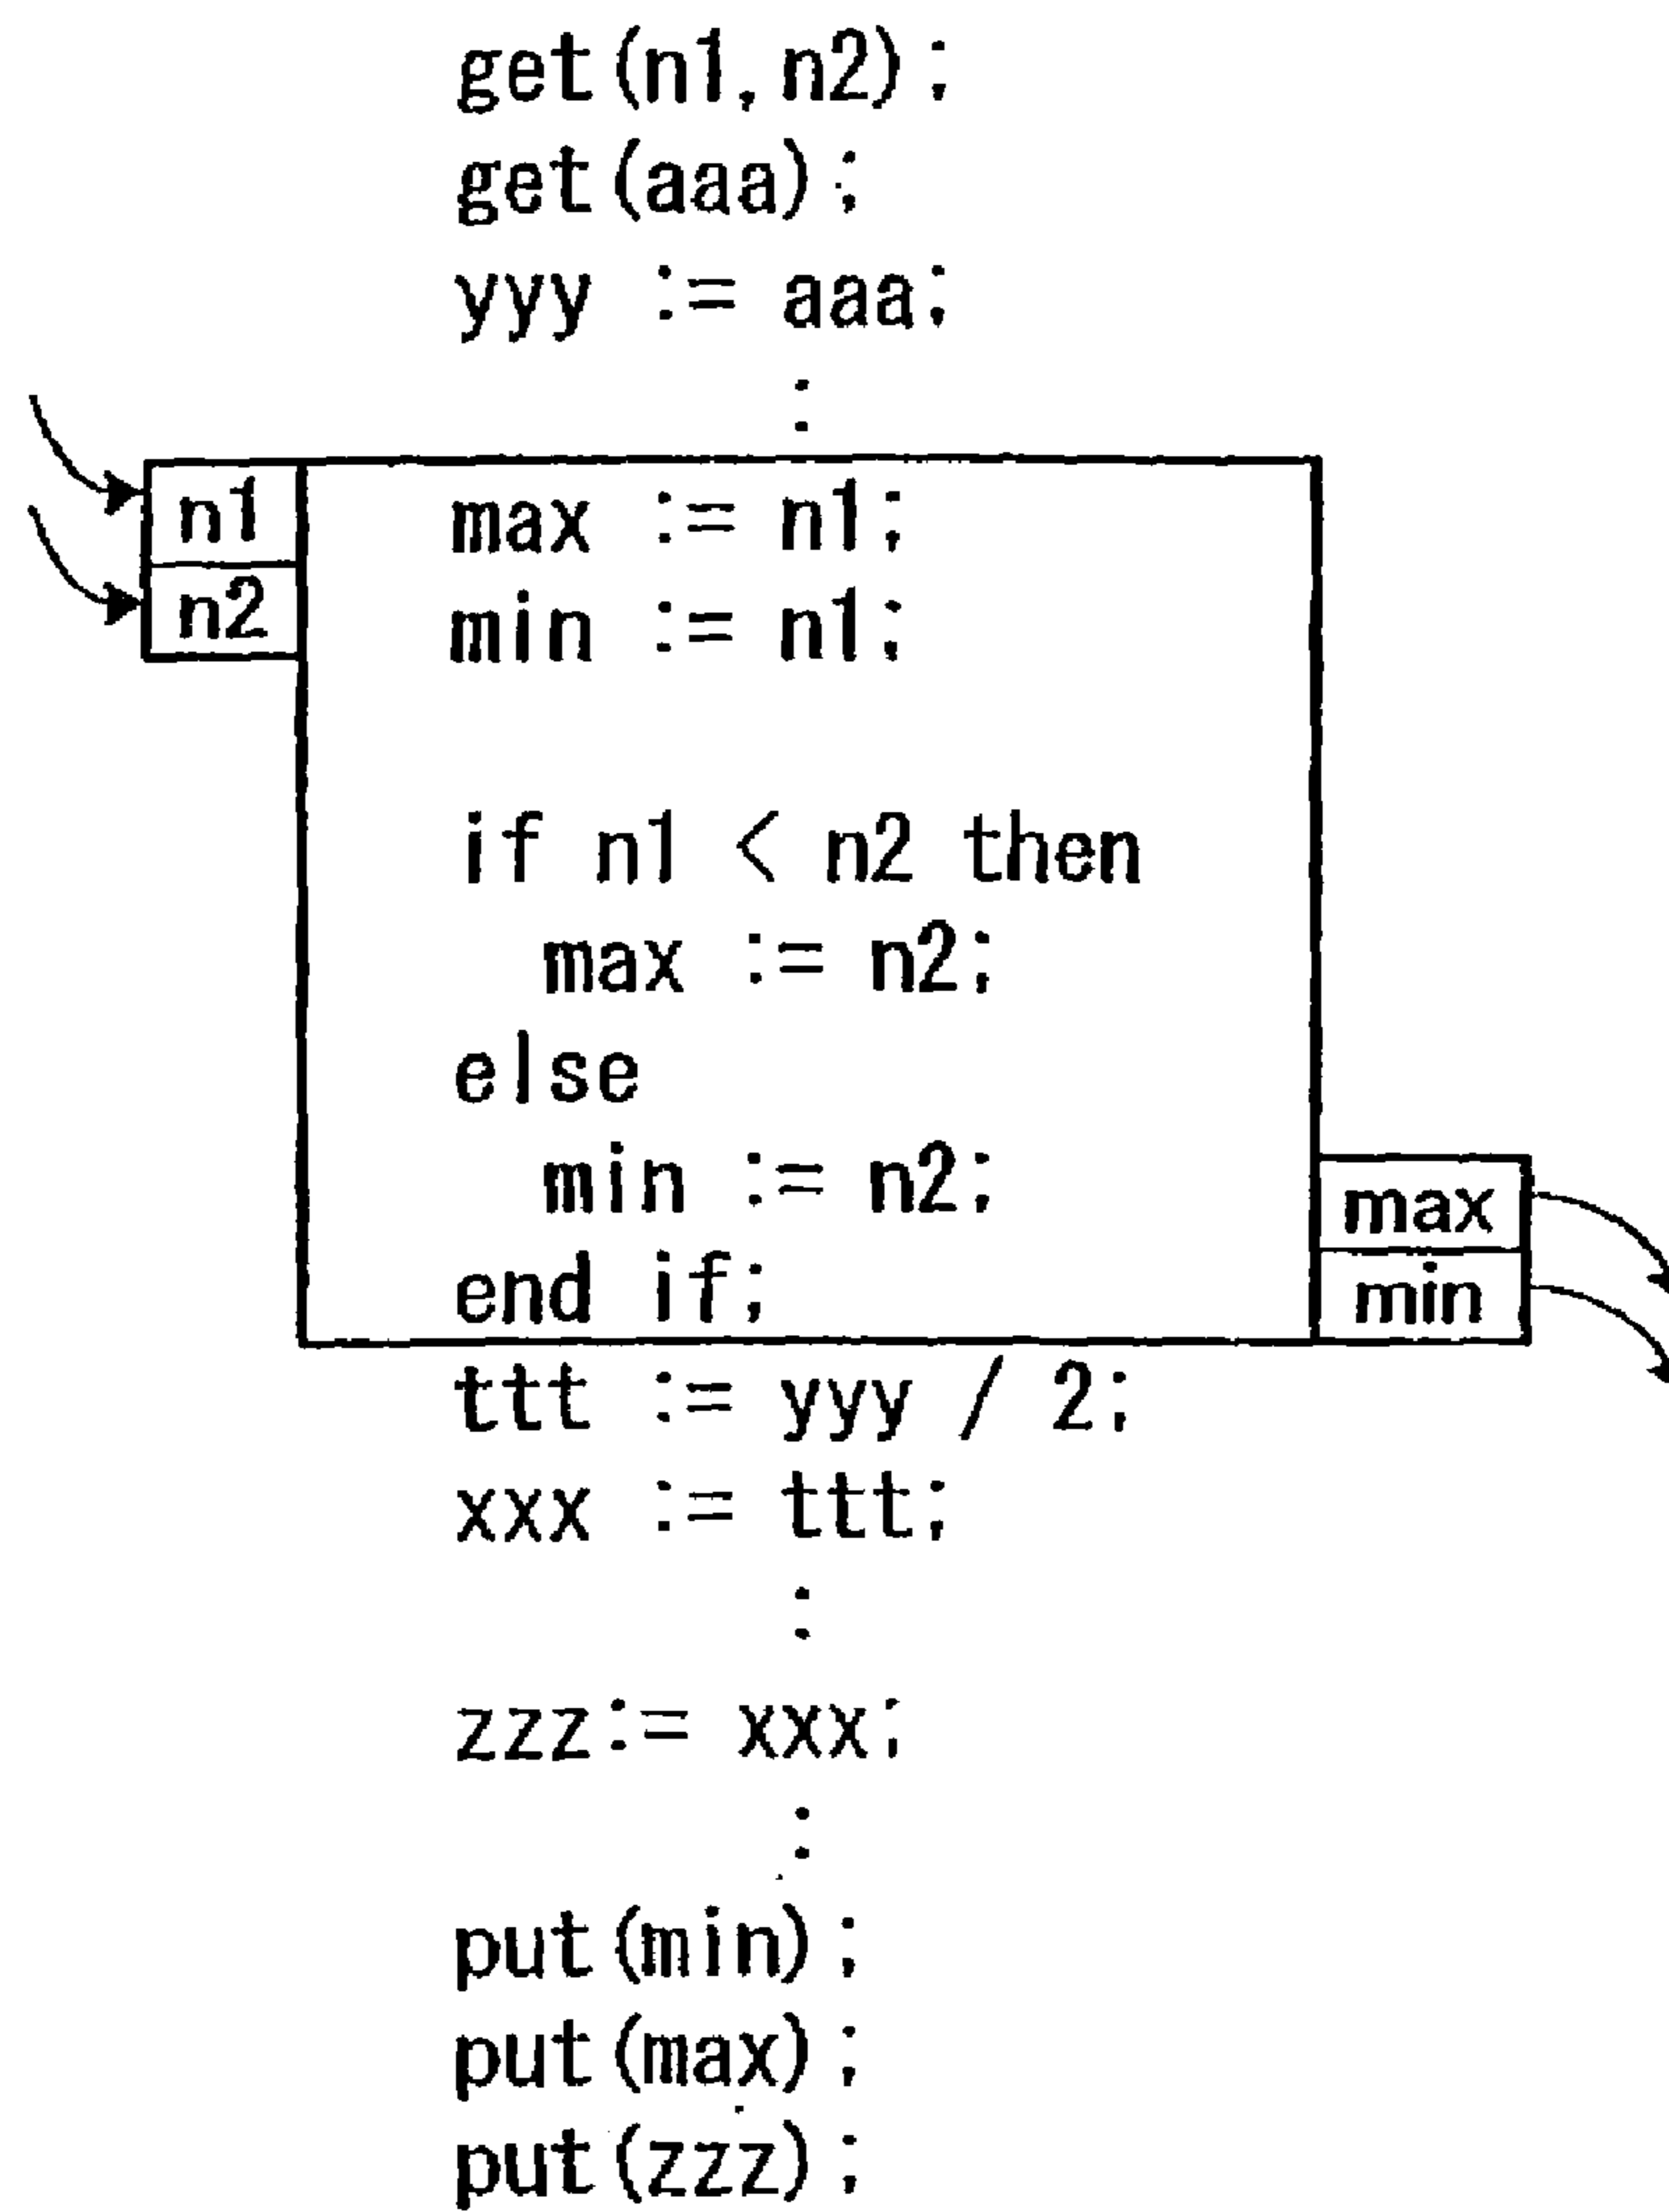 get(n1,n2);
get(aaa);
yyy := aaa;
:
n1
max := n1;
n2
min := n1;
if n1 < n2 then
max := n2;
else
min := n2;
max
end if;
min
ttt := yyy / 2;
xxx := ttt;
:
zzz:= xxx;
:
put(min);
put(max);
put(zzz);